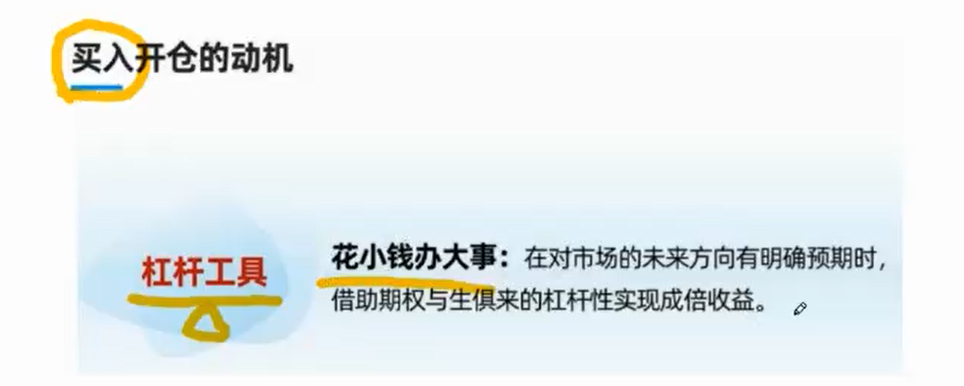 买入开仓的动机
杠杆工具
花小钱办大事：在对市场的未来方向有明确预期时，
借助期权与生俱来的杠杆性实现成倍收益。